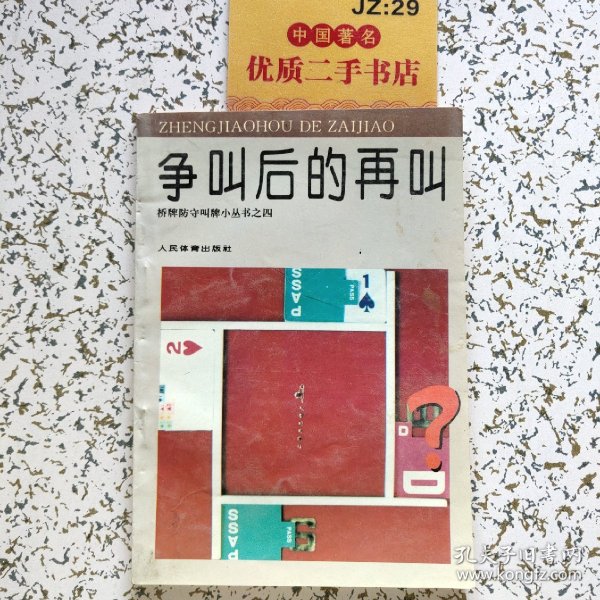 JZ:29
中国著名
优质二手书店
ZHENGJIAOHOU DE ZAIJIAO
争叫后的再叫
桥牌防守叫牌小丛书之四
人民体育出版社
PASS
1♠
PASS
2♥
?
D
PASS
PASS
孔夫子旧书网
www.kongfz.com